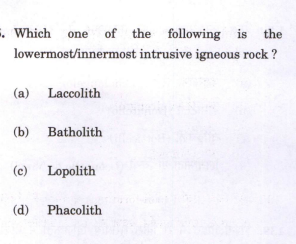 . Which one of the following is the
lowermost/innermost intrusive igneous rock ?
(a) Laccolith
(b) Batholith
(c) Lopolith
(d) Phacolith